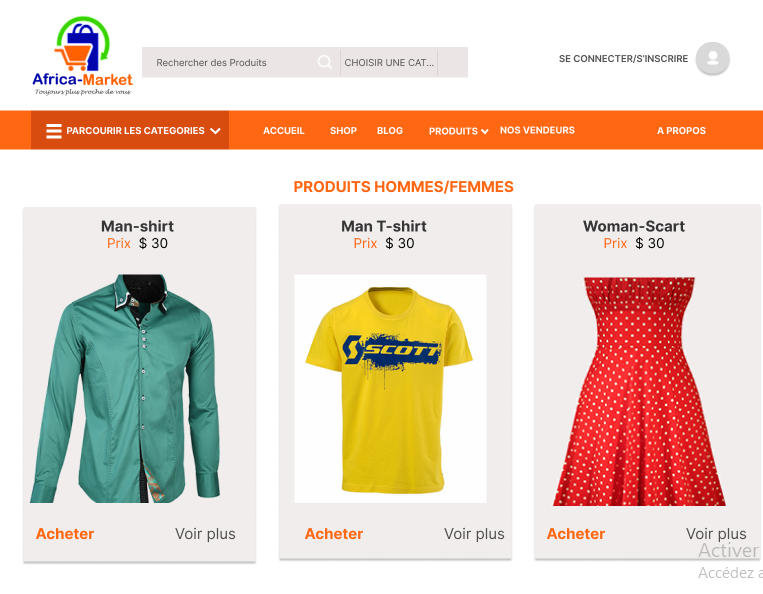 Africa-Market
Toujours plus proche de vous
Rechercher des Produits
CHOISIR UNE CAT...
SE CONNECTER/S'INSCRIRE
PARCOURIR LES CATEGORIES
ACCUEIL
SHOP
BLOG
PRODUITS
NOS VENDEURS
A PROPOS
PRODUITS HOMMES/FEMMES
Man-shirt
Prix $ 30
Man T-shirt
Prix $ 30
Woman-Scart
Prix $ 30
SCOTT
Acheter
Voir plus
Acheter
Voir plus
Acheter
Voir plus
Activer
Accédez a